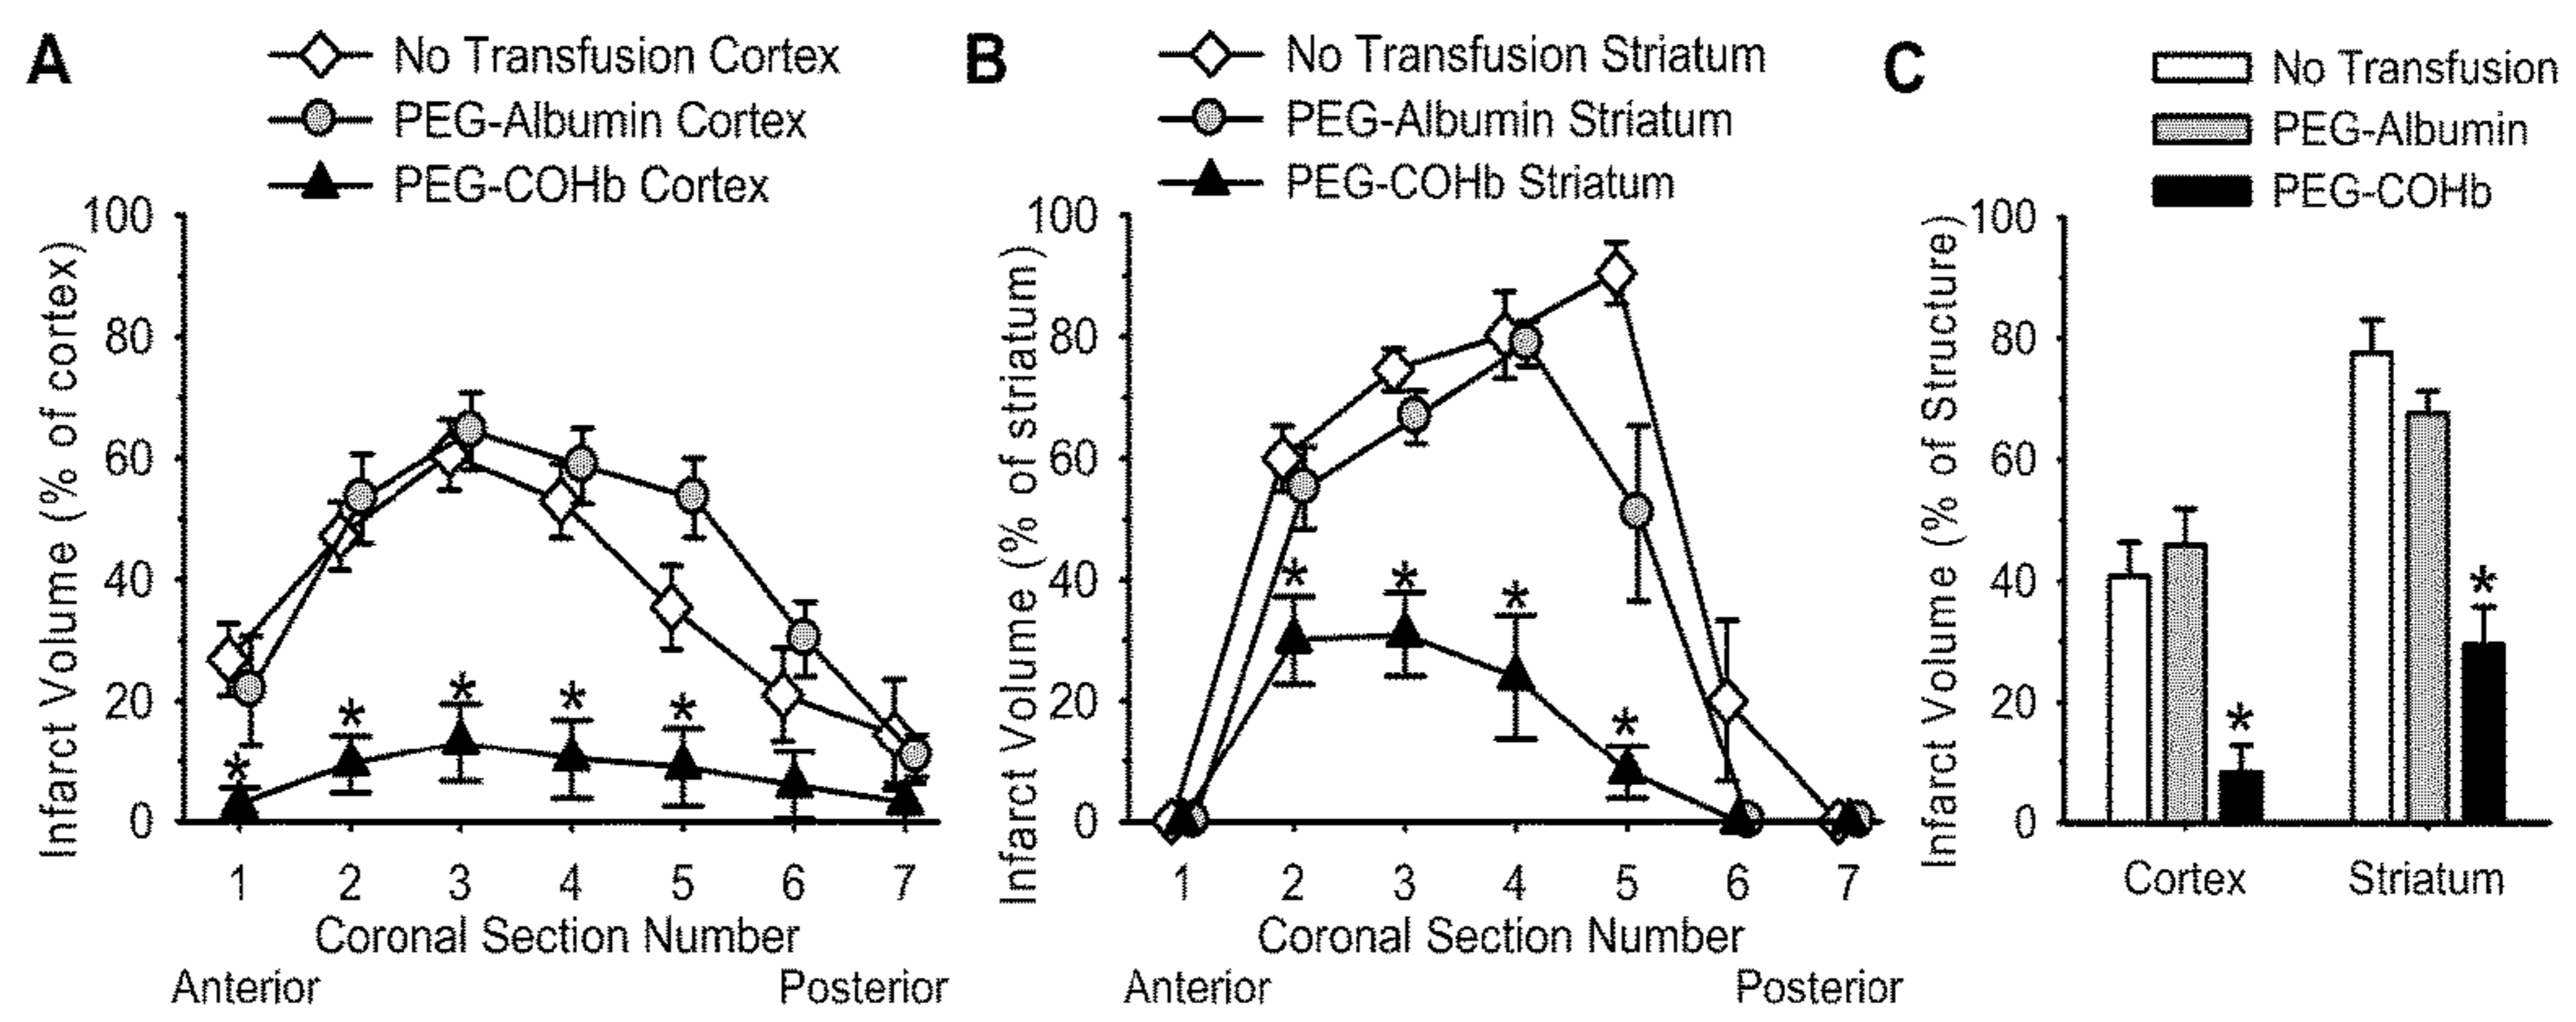 A
No Transfusion Cortex
PEG-Albumin Cortex
PEG-COHb Cortex
Infarct Volume (% of cortex)
100
80
60
40
20
0
* * * * *
1 2 3 4 5 6 7
Coronal Section Number
Anterior Posterior
B
No Transfusion Striatum
PEG-Albumin Striatum
PEG-COHb Striatum
Infarct Volume (% of striatum)
100
80
60
40
20
0
* * * *
1 2 3 4 5 6 7
Coronal Section Number
Anterior Posterior
C
No Transfusion
PEG-Albumin
PEG-COHb
Infarct Volume (% of Structure)
100
80
60
40
20
0
* *
Cortex Striatum